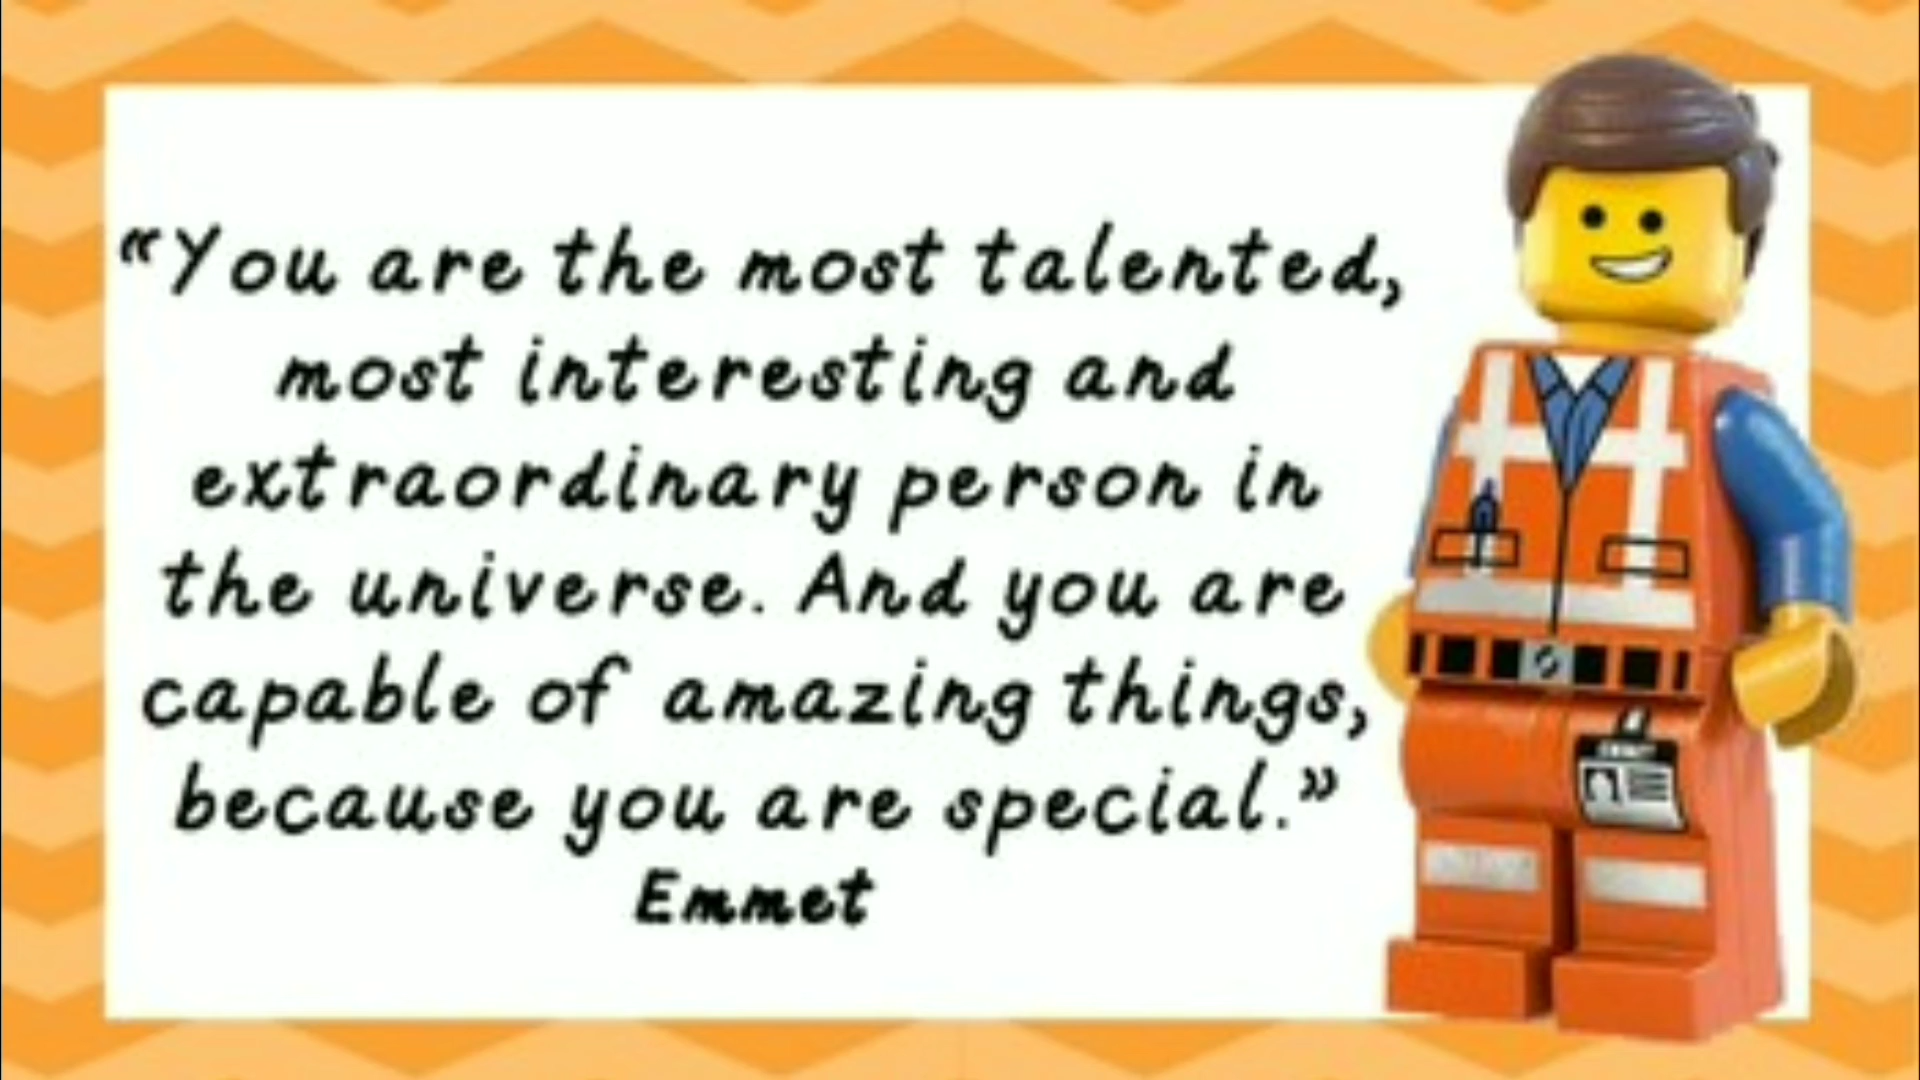 “You are the most talented,
most interesting and
extraordinary person in
the universe. And you are
capable of amazing things,
because you are special.”
Emmet